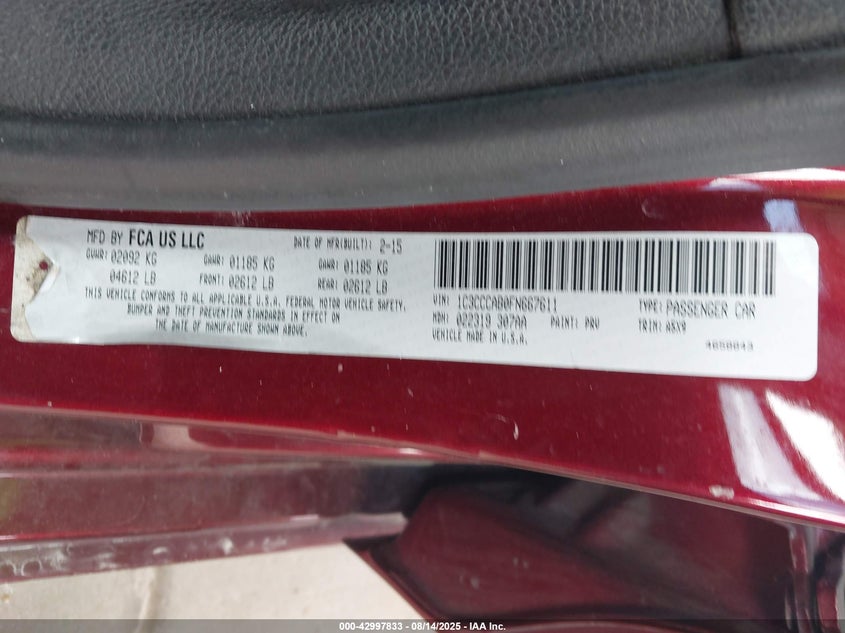 MFD BY FCA US LLC DATE OF MFR(BUILT): 2-15
GVWR: 02092 KG GAWR: 01185 KG GAWR: 01185 KG
04612 LB FRONT: 02612 LB REAR: 02612 LB
THIS VEHICLE CONFORMS TO ALL APPLICABLE U.S.A. FEDERAL MOTOR VEHICLE SAFETY,
BUMPER AND THEFT PREVENTION STANDARDS IN EFFECT ON
THE DATE OF MANUFACTURE SHOWN ABOVE.
VIN: 1C3CCCAB0FN667611 TYPE: PASSENGER CAR
MDH: 022319 307AA PAINT: PRV TRIM: A5X9
VEHICLE MADE IN U.S.A. 4650043
000-42997833 - 08/14/2025 - IAA Inc.